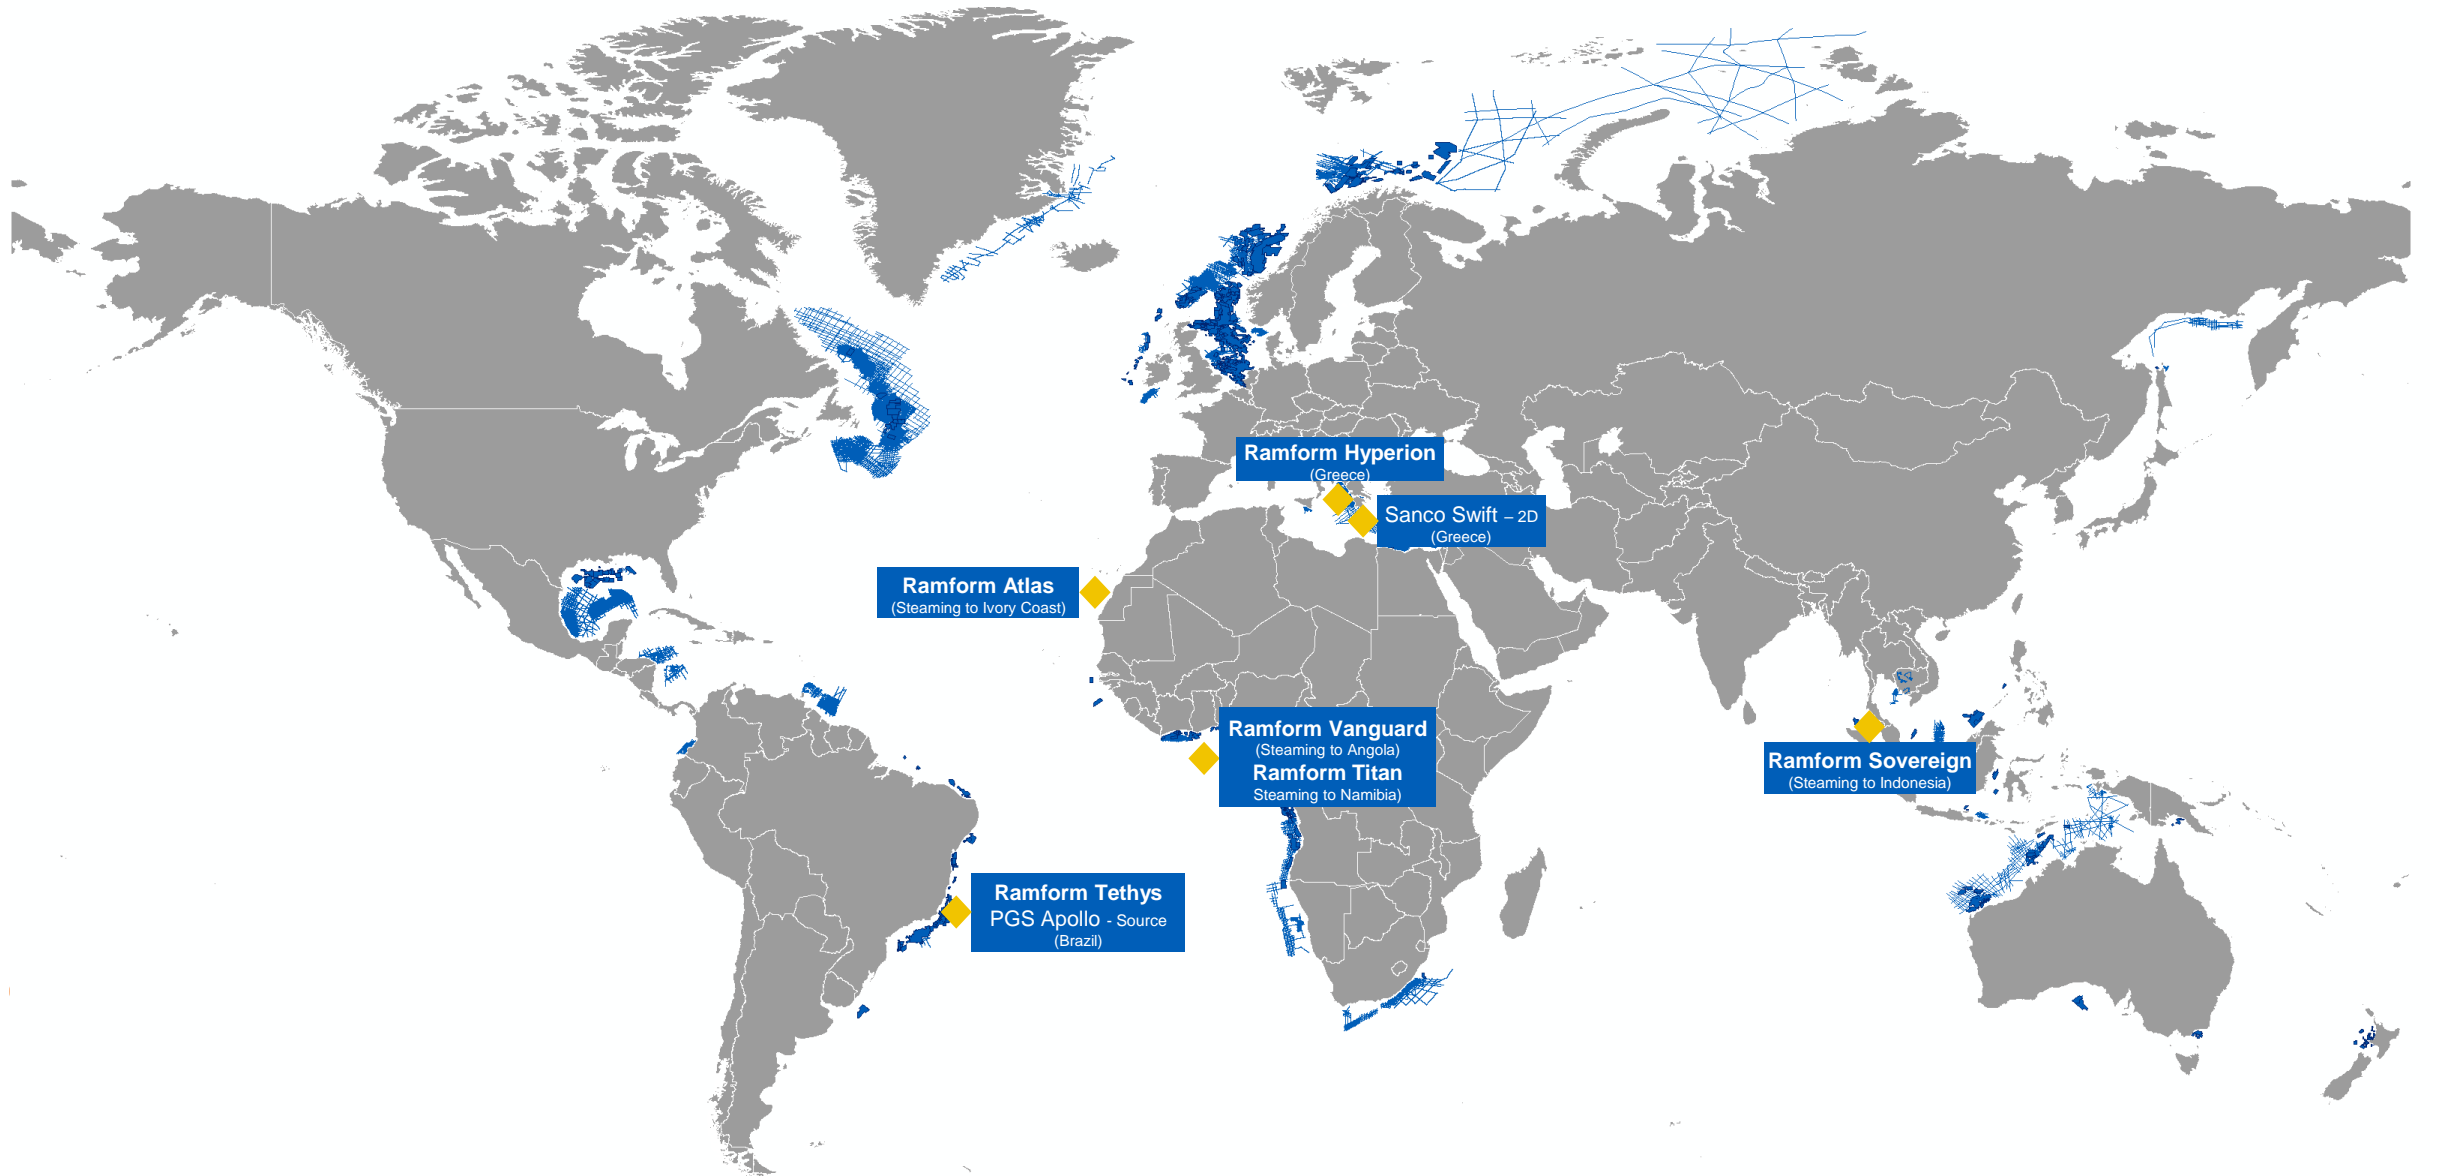 Ramform Hyperion
(Greece)
Sanco Swift – 2D
(Greece)
Ramform Atlas
(Steaming to Ivory Coast)
Ramform Vanguard
(Steaming to Angola)
Ramform Titan
Steaming to Namibia)
Ramform Sovereign
(Steaming to Indonesia)
Ramform Tethys
PGS Apollo - Source
(Brazil)